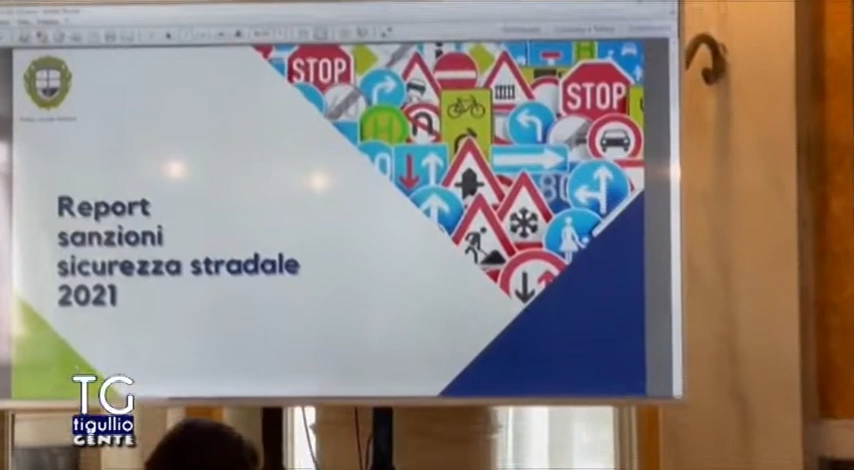 STOP
STOP
Report
sanzioni
sicurezza stradale
2021
TG
tigullio
GENTE